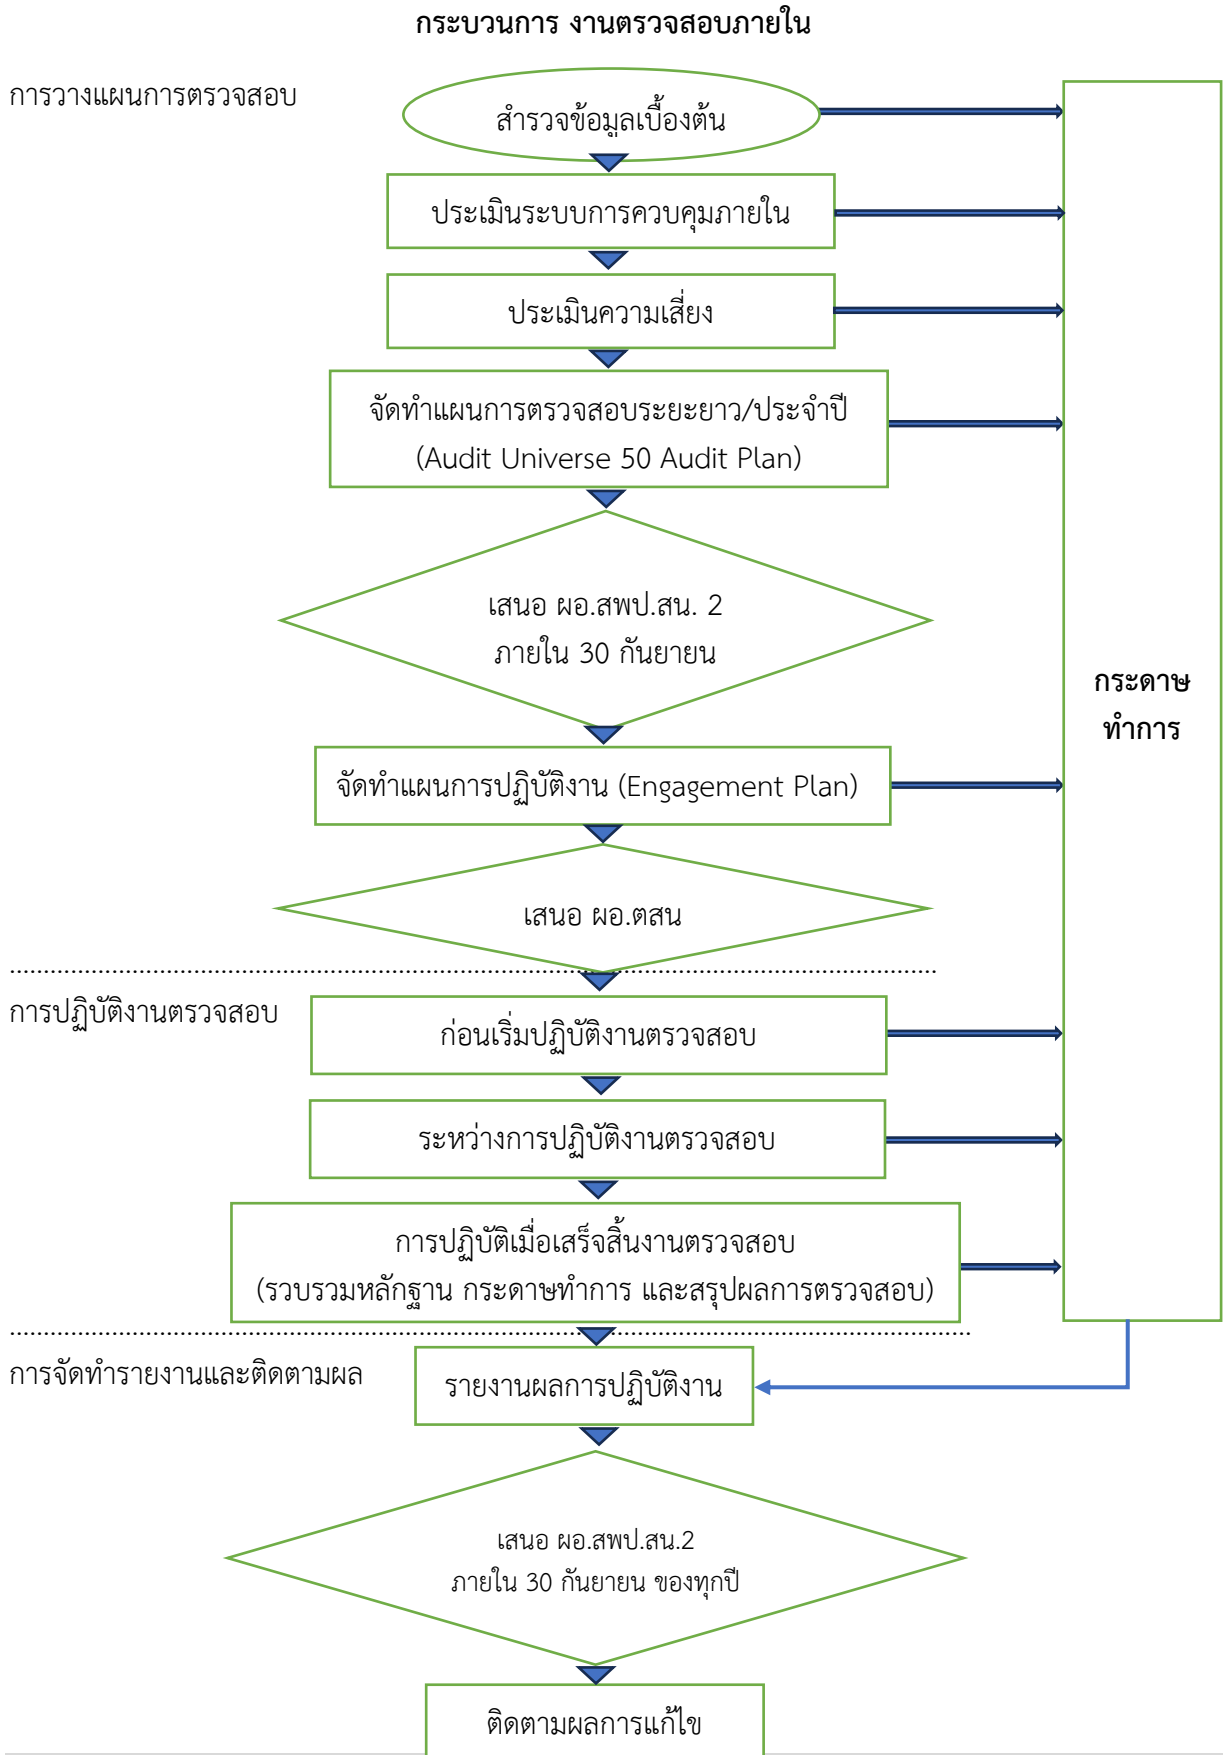 กระบวนการ งานตรวจสอบภายใน
การวางแผนการตรวจสอบ
สำรวจข้อมูลเบื้องต้น
ประเมินระบบการควบคุมภายใน
ประเมินความเสี่ยง
จัดทำแผนการตรวจสอบระยะยาว/ประจำปี
(Audit Universe 50 Audit Plan)
เสนอ ผอ.สพป.สน. 2
ภายใน 30 กันยายน
กระดาษ
ทำการ
จัดทำแผนการปฏิบัติงาน (Engagement Plan)
เสนอ ผอ.ตสน
การปฏิบัติงานตรวจสอบ
ก่อนเริ่มปฏิบัติงานตรวจสอบ
ระหว่างการปฏิบัติงานตรวจสอบ
การปฏิบัติเมื่อเสร็จสิ้นงานตรวจสอบ
(รวบรวมหลักฐาน กระดาษทำการ และสรุปผลการตรวจสอบ)
การจัดทำรายงานและติดตามผล
รายงานผลการปฏิบัติงาน
เสนอ ผอ.สพป.สน.2
ภายใน 30 กันยายน ของทุกปี
ติดตามผลการแก้ไข